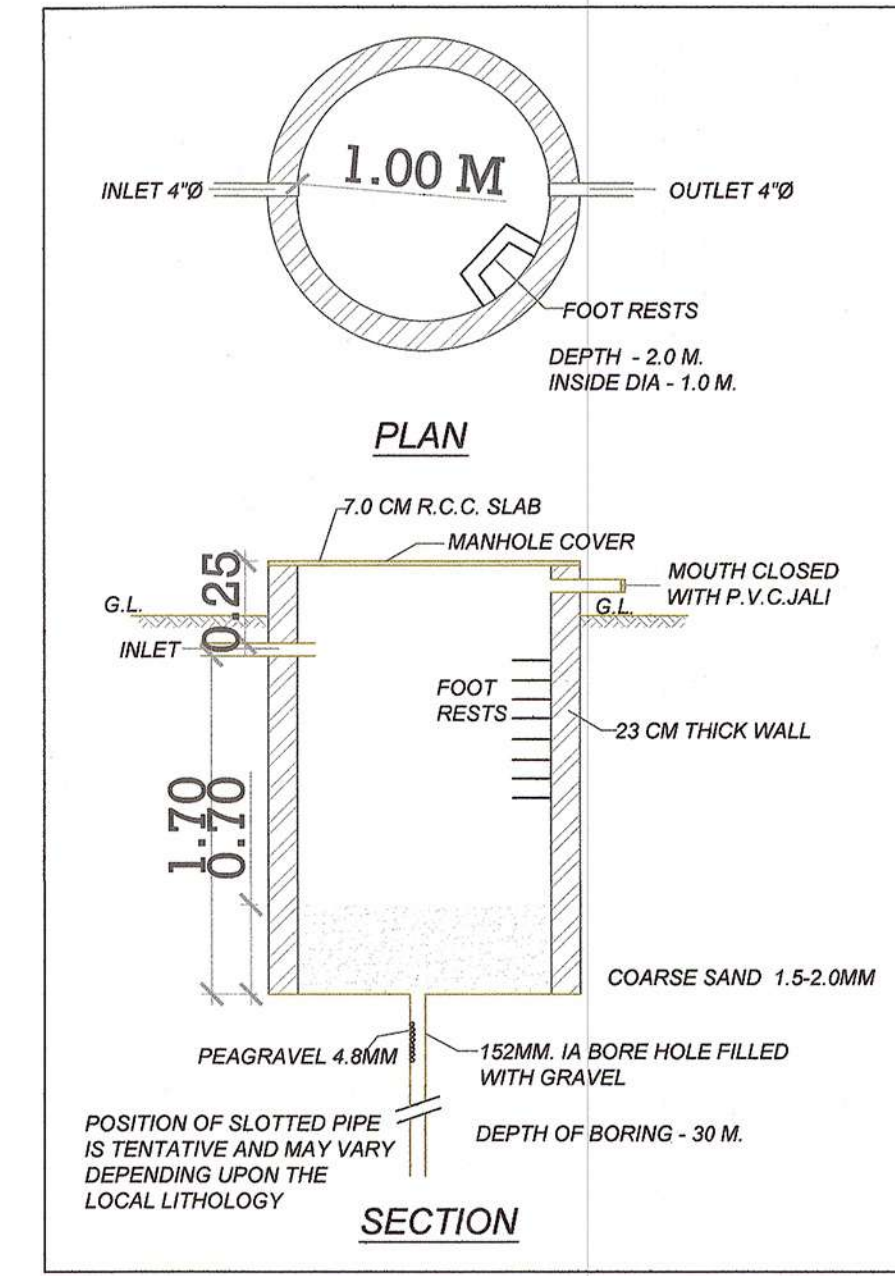 1.00 M
INLET 4"Ø
OUTLET 4"Ø
FOOT RESTS
DEPTH - 2.0 M.
INSIDE DIA - 1.0 M.
PLAN
7.0 CM R.C.C. SLAB
MANHOLE COVER
MOUTH CLOSED
WITH P.V.C.JALI
0.25
G.L.
G.L.
INLET
FOOT
RESTS
23 CM THICK WALL
1.70
0.70
COARSE SAND 1.5-2.0MM
PEAGRAVEL 4.8MM
152MM. IA BORE HOLE FILLED
WITH GRAVEL
POSITION OF SLOTTED PIPE
IS TENTATIVE AND MAY VARY
DEPENDING UPON THE
LOCAL LITHOLOGY
DEPTH OF BORING - 30 M.
SECTION